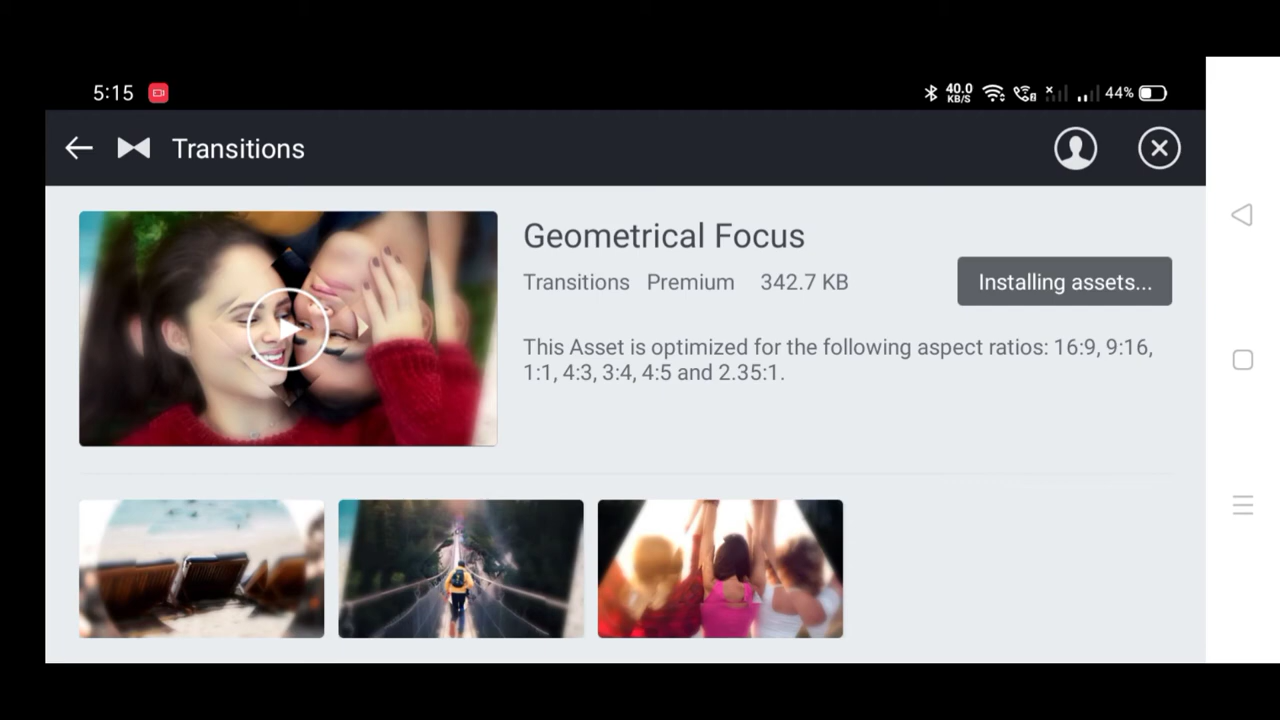 5:15
40.0
KB/S
44%
Transitions
Geometrical Focus
Transitions Premium 342.7 KB
Installing assets...
This Asset is optimized for the following aspect ratios: 16:9, 9:16,
1:1, 4:3, 3:4, 4:5 and 2.35:1.